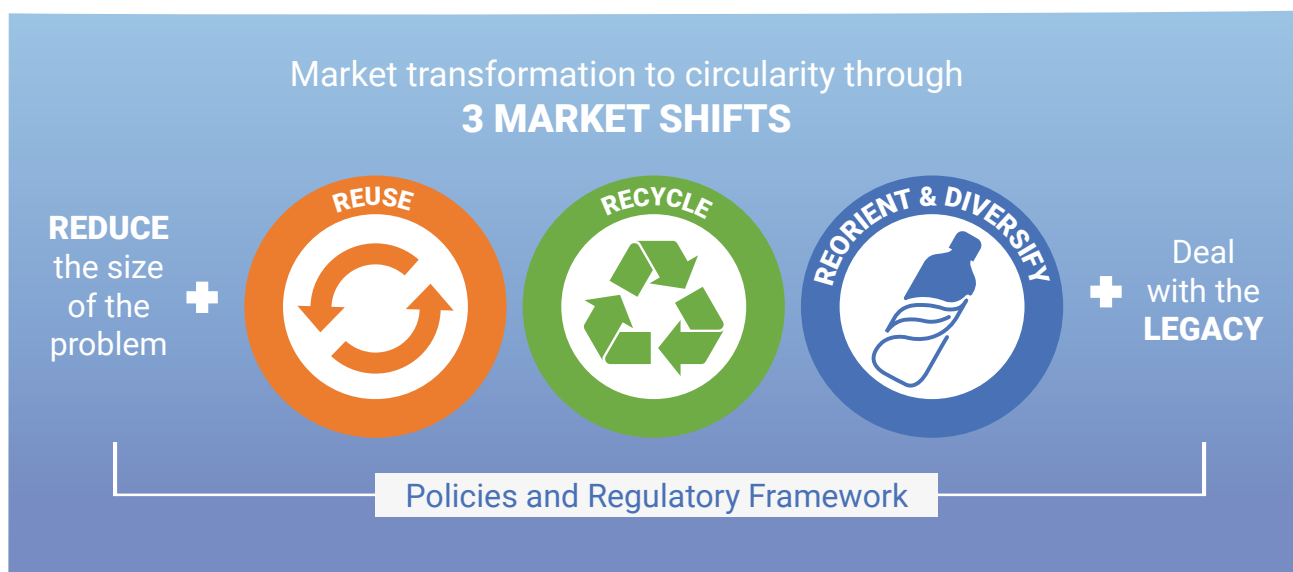 Market transformation to circularity through
3 MARKET SHIFTS
REDUCE
the size
of the
problem
REUSE
RECYCLE
REORIENT & DIVERSIFY
Deal
with the
LEGACY
Policies and Regulatory Framework